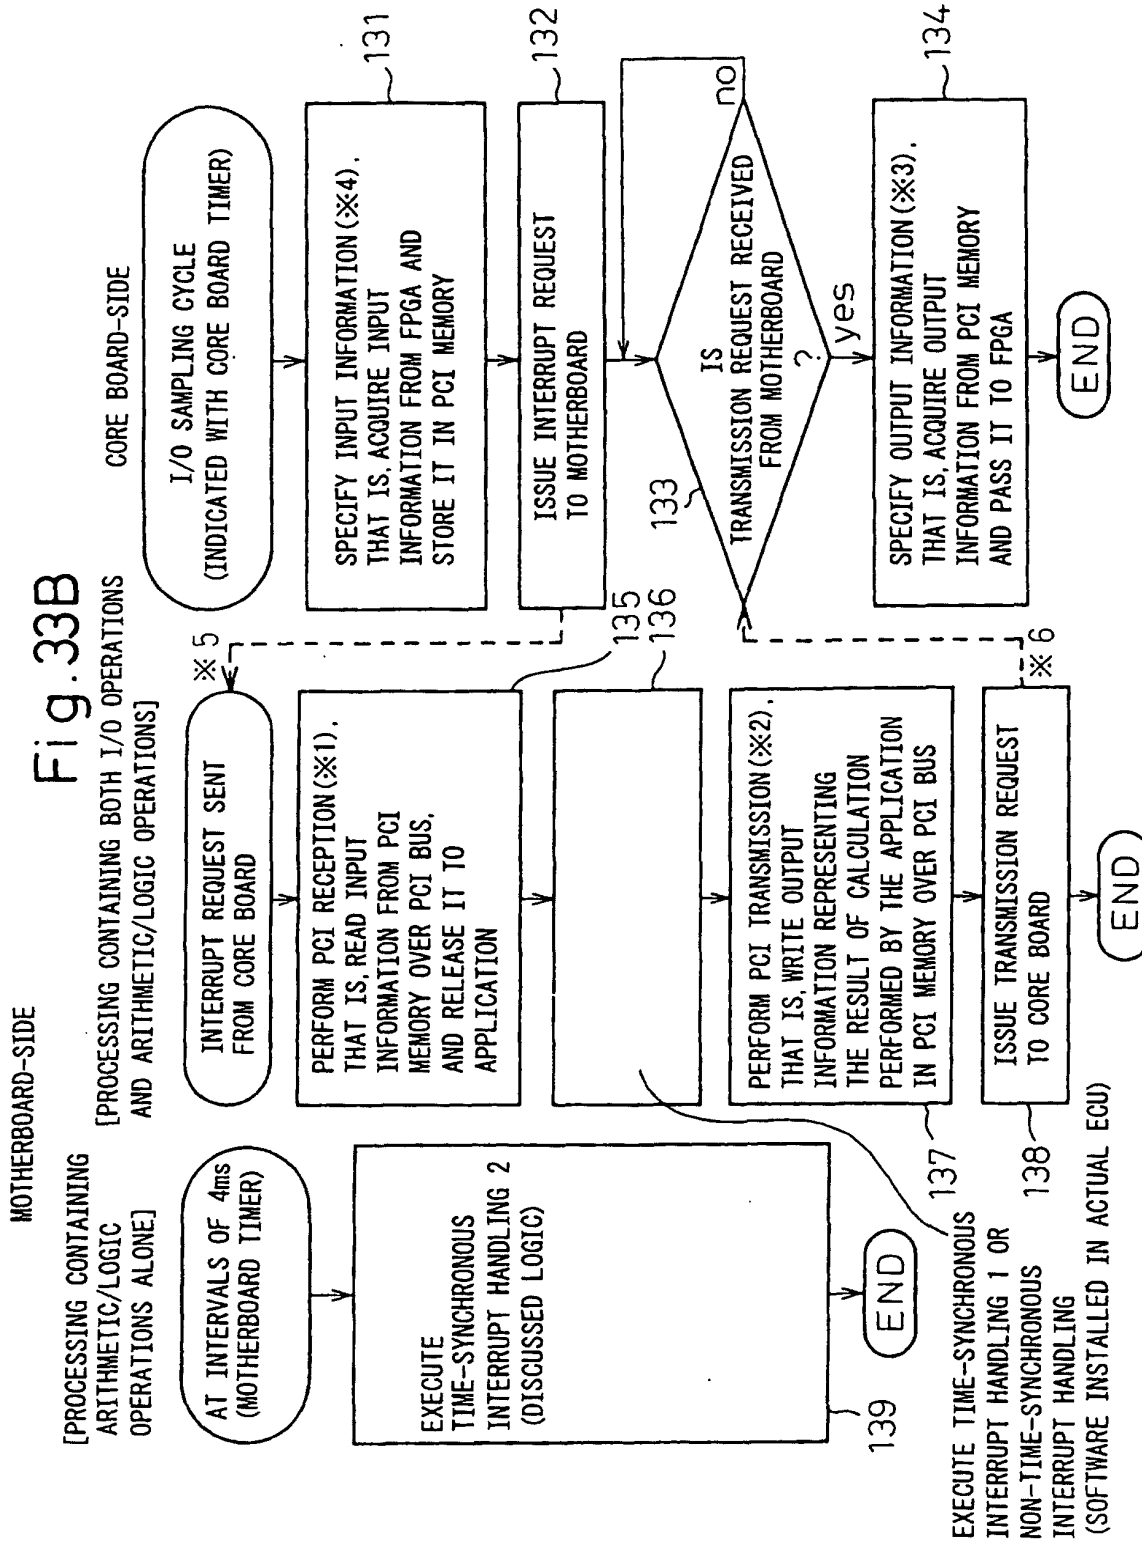 Fig.33B
MOTHERBOARD-SIDE
[PROCESSING CONTAINING
ARITHMETIC/LOGIC
OPERATIONS ALONE]
AT INTERVALS OF 4ms
(MOTHERBOARD TIMER)
EXECUTE
TIME-SYNCHRONOUS
INTERRUPT HANDLING 2
(DISCUSSED LOGIC)
139
END
[PROCESSING CONTAINING BOTH I/O OPERATIONS
AND ARITHMETIC/LOGIC OPERATIONS]
※5
INTERRUPT REQUEST SENT
FROM CORE BOARD
PERFORM PCI RECEPTION(※1),
THAT IS,READ INPUT
INFORMATION FROM PCI
MEMORY OVER PCI BUS,
AND RELEASE IT TO
APPLICATION
135
136
EXECUTE TIME-SYNCHRONOUS
INTERRUPT HANDLING 1 OR
NON-TIME-SYNCHRONOUS
INTERRUPT HANDLING
(SOFTWARE INSTALLED IN ACTUAL ECU)
PERFORM PCI TRANSMISSION(※2),
THAT IS,WRITE OUTPUT
INFORMATION REPRESENTING
THE RESULT OF CALCULATION
PERFORMED BY THE APPLICATION
IN PCI MEMORY OVER PCI BUS
137
ISSUE TRANSMISSION REQUEST
TO CORE BOARD
138
※6
END
CORE BOARD-SIDE
I/O SAMPLING CYCLE
(INDICATED WITH CORE BOARD TIMER)
SPECIFY INPUT INFORMATION(※4),
THAT IS,ACQUIRE INPUT
INFORMATION FROM FPGA AND
STORE IT IN PCI MEMORY
131
ISSUE INTERRUPT REQUEST
TO MOTHERBOARD
132
IS
TRANSMISSION REQUEST RECEIVED
FROM MOTHERBOARD
?
133
no
yes
SPECIFY OUTPUT INFORMATION(※3),
THAT IS,ACQUIRE OUTPUT
INFORMATION FROM PCI MEMORY
AND PASS IT TO FPGA
134
END